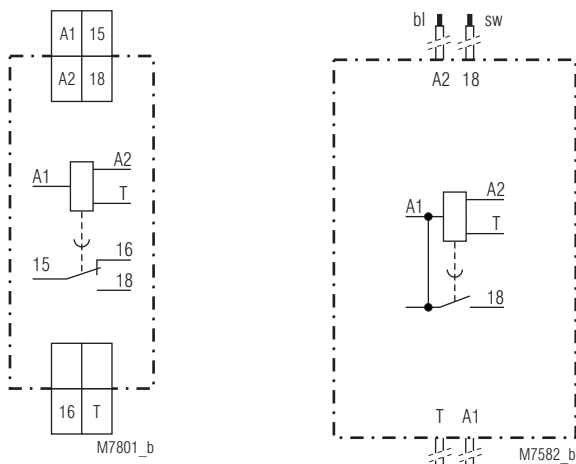 A1 15
A2 18
A1 A2
T
15 16
18
16 T
M7801_b
bl sw
A2 18
A1 A2
T
18
T A1
M7582_b